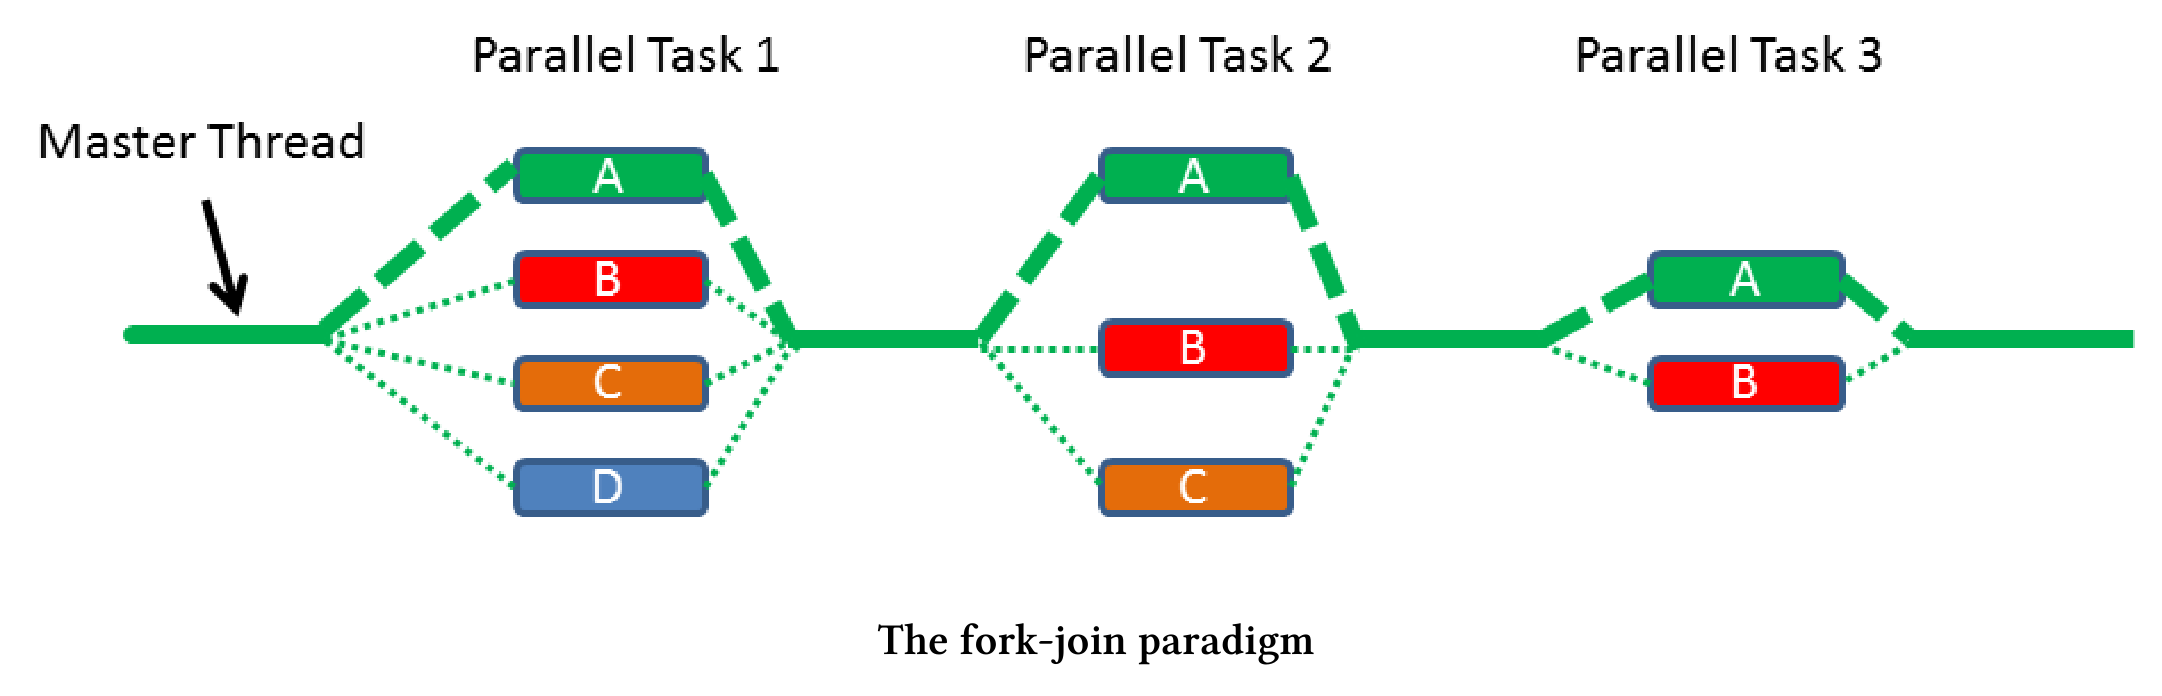 Parallel Task 1
Parallel Task 2
Parallel Task 3
Master Thread
A
B
C
D
A
B
C
A
B
The fork-join paradigm